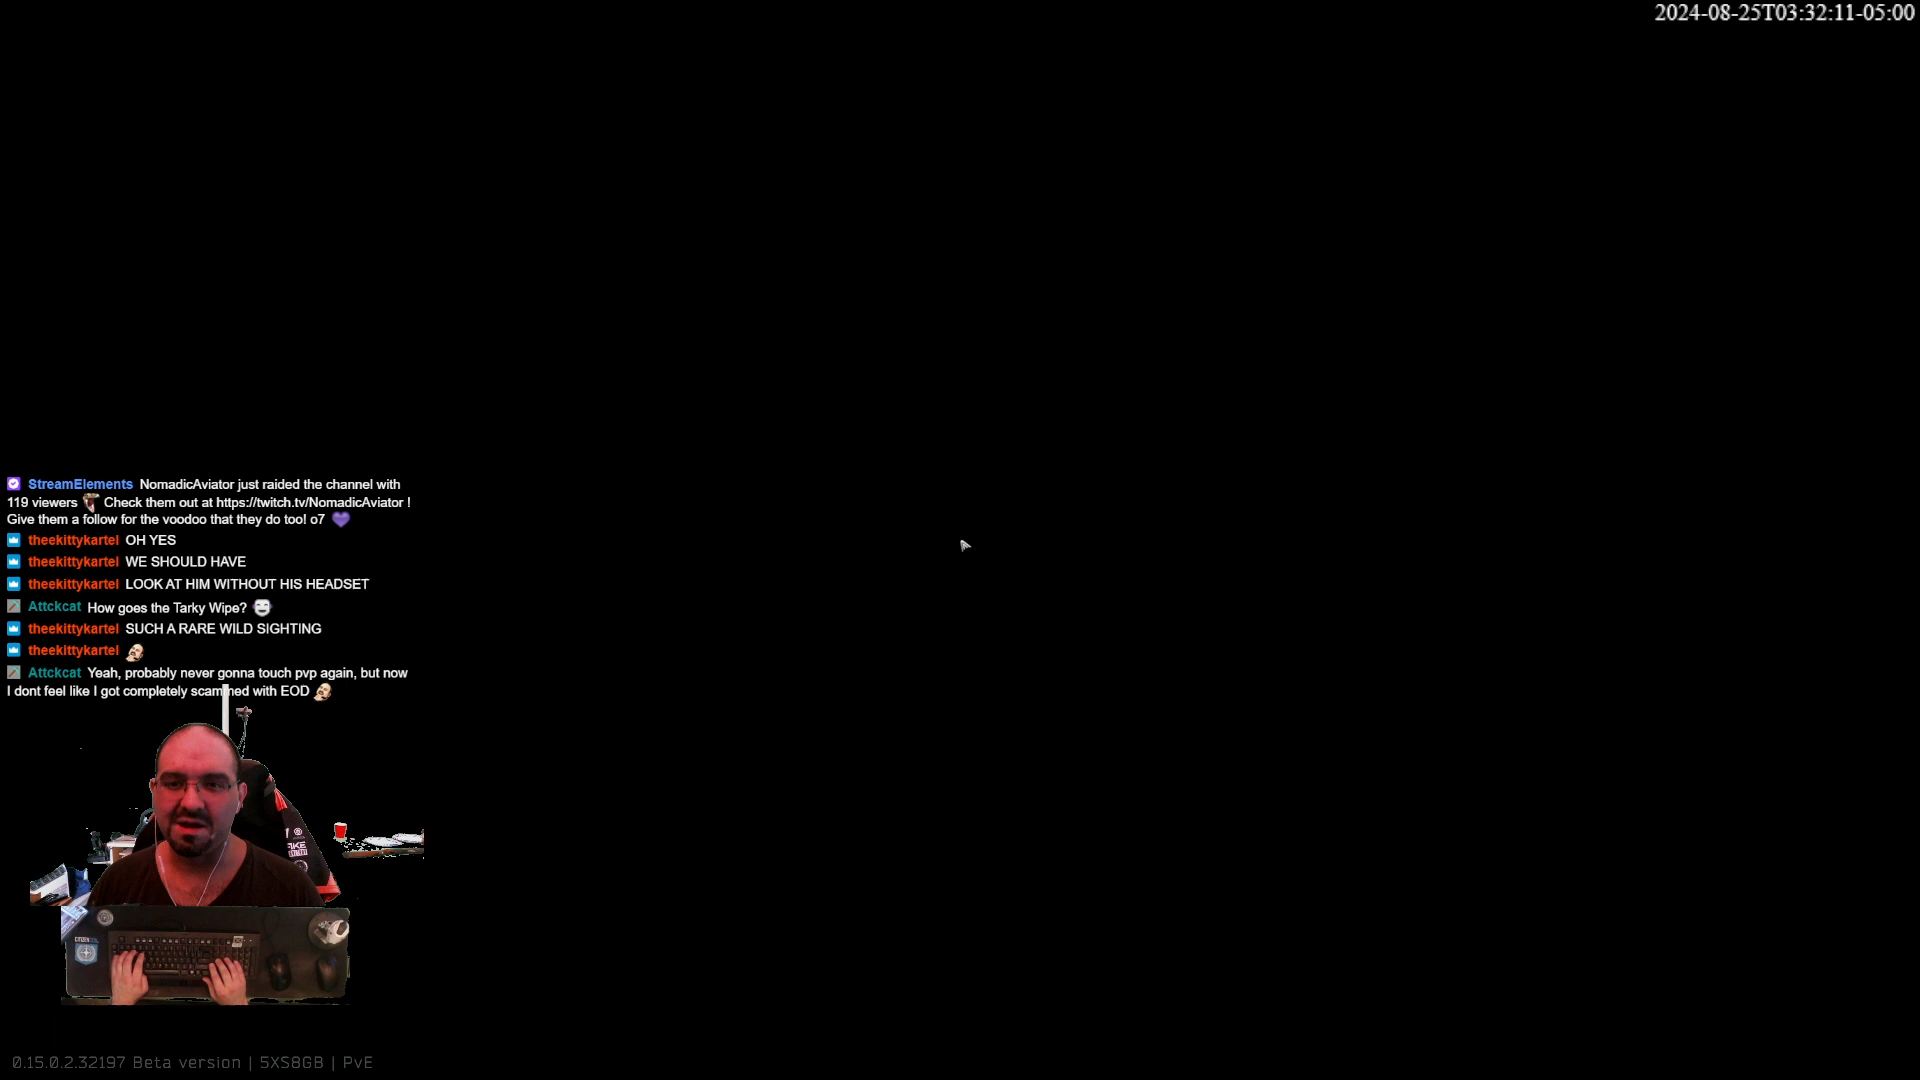 2024-08-25T03:32:11-05:00
StreamElements NomadicAviator just raided the channel with
119 viewers Check them out at https://twitch.tv/NomadicAviator !
Give them a follow for the voodoo that they do too! o7
theekittykartel OH YES
theekittykartel WE SHOULD HAVE
theekittykartel LOOK AT HIM WITHOUT HIS HEADSET
Attckcat How goes the Tarky Wipe?
theekittykartel SUCH A RARE WILD SIGHTING
theekittykartel
Attckcat Yeah, probably never gonna touch pvp again, but now
I dont feel like I got completely scammed with EOD
0.15.0.2.32197 Beta version | 5XS8GB | PvE